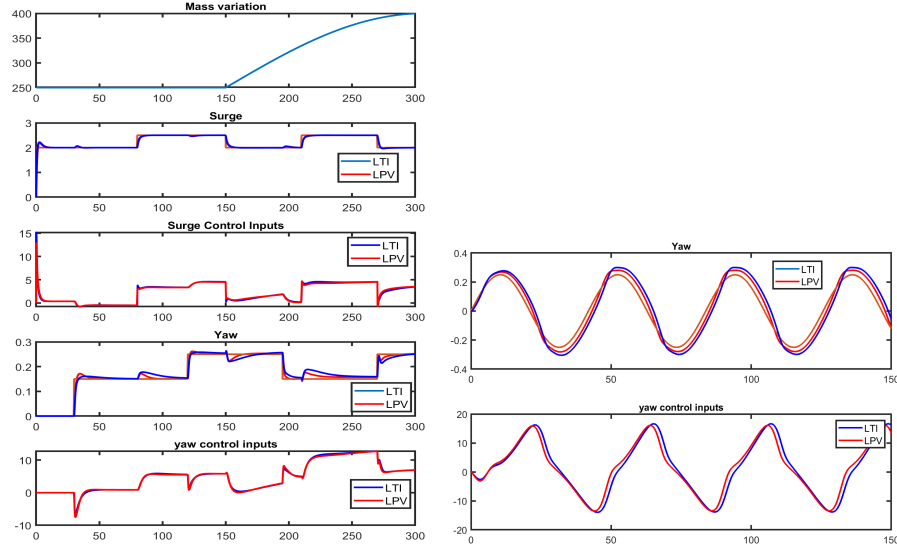 Mass variation
400
350
300
250
0 50 100 150 200 250 300
Surge
3
2
1
0
LTI
LPV
0 50 100 150 200 250 300
Surge Control Inputs
15
10
5
0
LTI
LPV
0 50 100 150 200 250 300
Yaw
0.3
0.2
0.1
0
LTI
LPV
0 50 100 150 200 250 300
yaw control inputs
10
0
-10
LTI
LPV
0 50 100 150 200 250 300
Yaw
0.4
0.2
0
-0.2
-0.4
LTI
LPV
0 50 100 150
yaw control inputs
20
10
0
-10
-20
LTI
LPV
0 50 100 150